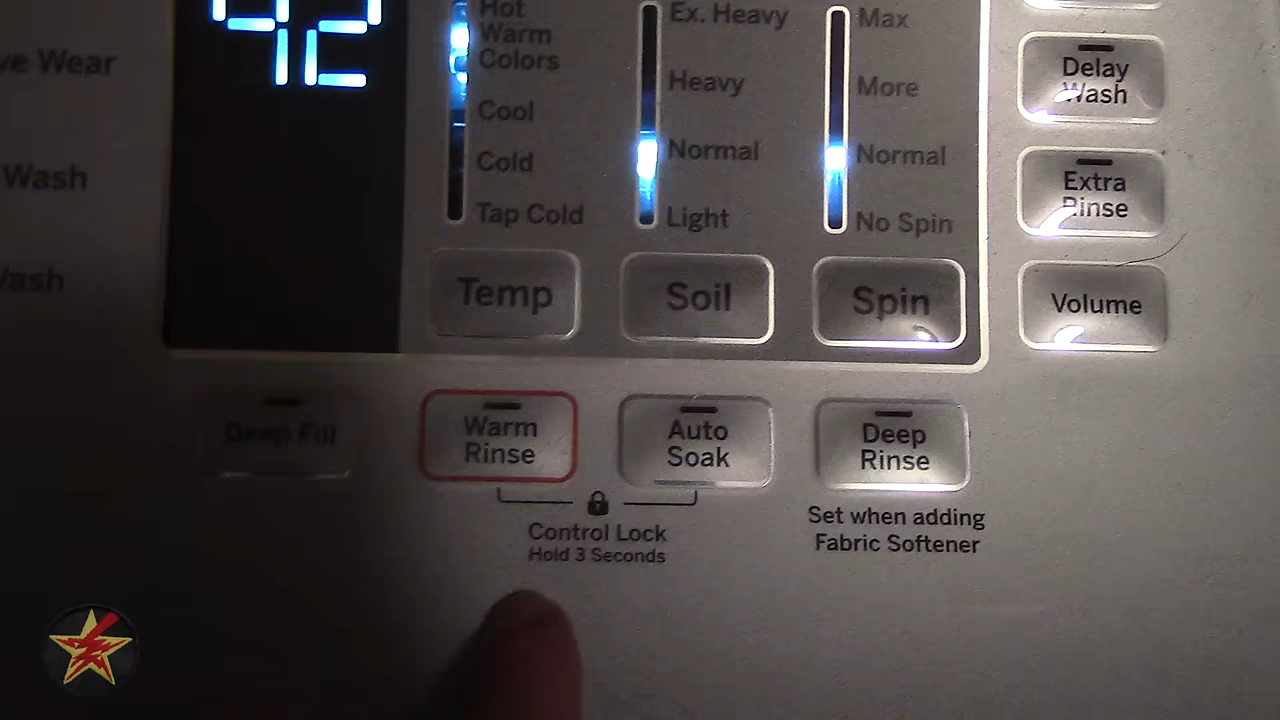 42
Hot
Warm
Colors
Cool
Cold
Tap Cold
Ex. Heavy
Heavy
Normal
Light
Max
More
Normal
No Spin
Wear
Wash
Temp
Soil
Spin
Delay
Wash
Extra
Rinse
Volume
Deep Fill
Warm
Rinse
Auto
Soak
Deep
Rinse
Control Lock
Hold 3 Seconds
Set when adding
Fabric Softener